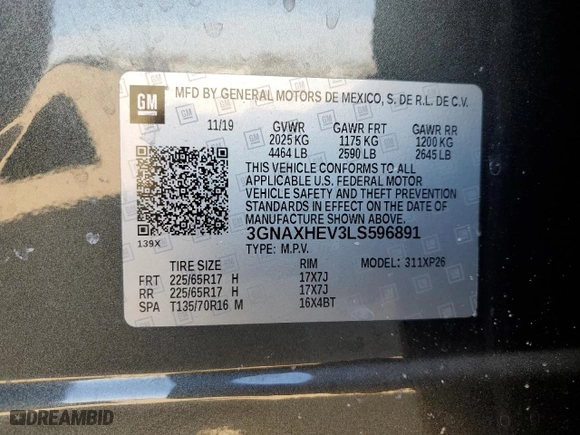 GM
MFD BY GENERAL MOTORS DE MEXICO, S. DE R.L. DE C.V.
11/19 GVWR GAWR FRT GAWR RR
2025 KG 1175 KG 1200 KG
4464 LB 2590 LB 2645 LB
THIS VEHICLE CONFORMS TO ALL
APPLICABLE U.S. FEDERAL MOTOR
VEHICLE SAFETY AND THEFT PREVENTION
STANDARDS IN EFFECT ON THE DATE OF
MANUFACTURE SHOWN ABOVE.
139X 3GNAXHEV3LS596891
TYPE: M.P.V. MODEL: 311XP26
TIRE SIZE RIM
FRT 225/65R17 H 17X7J
RR 225/65R17 H 17X7J
SPA T135/70R16 M 16X4BT
DREAMBID